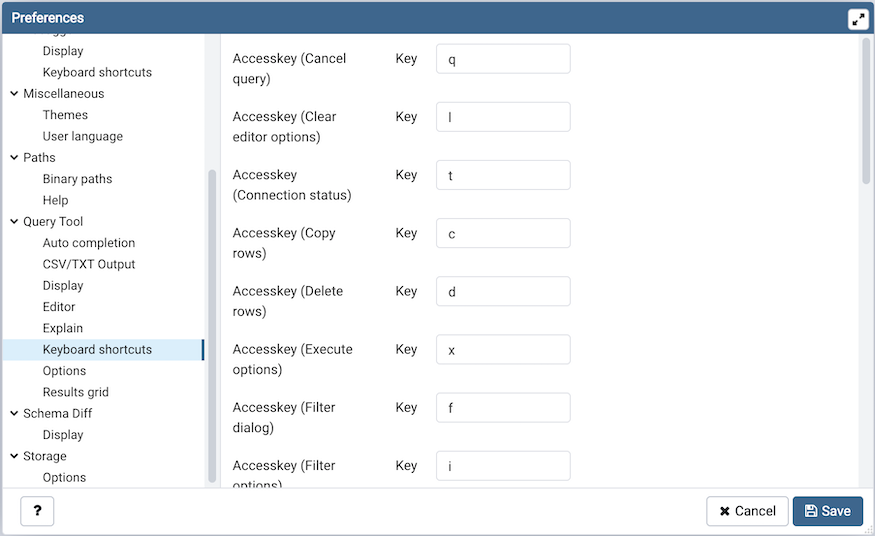 Preferences
Display
Keyboard shortcuts
Miscellaneous
Themes
User language
Paths
Binary paths
Help
Query Tool
Auto completion
CSV/TXT Output
Display
Editor
Explain
Keyboard shortcuts
Options
Results grid
Schema Diff
Display
Storage
Options
Accesskey (Cancel
query)
Key
q
Accesskey (Clear
editor options)
Key
l
Accesskey
(Connection status)
Key
t
Accesskey (Copy
rows)
Key
c
Accesskey (Delete
rows)
Key
d
Accesskey (Execute
options)
Key
x
Accesskey (Filter
dialog)
Key
f
Accesskey (Filter
options)
Key
i
?
Cancel
Save